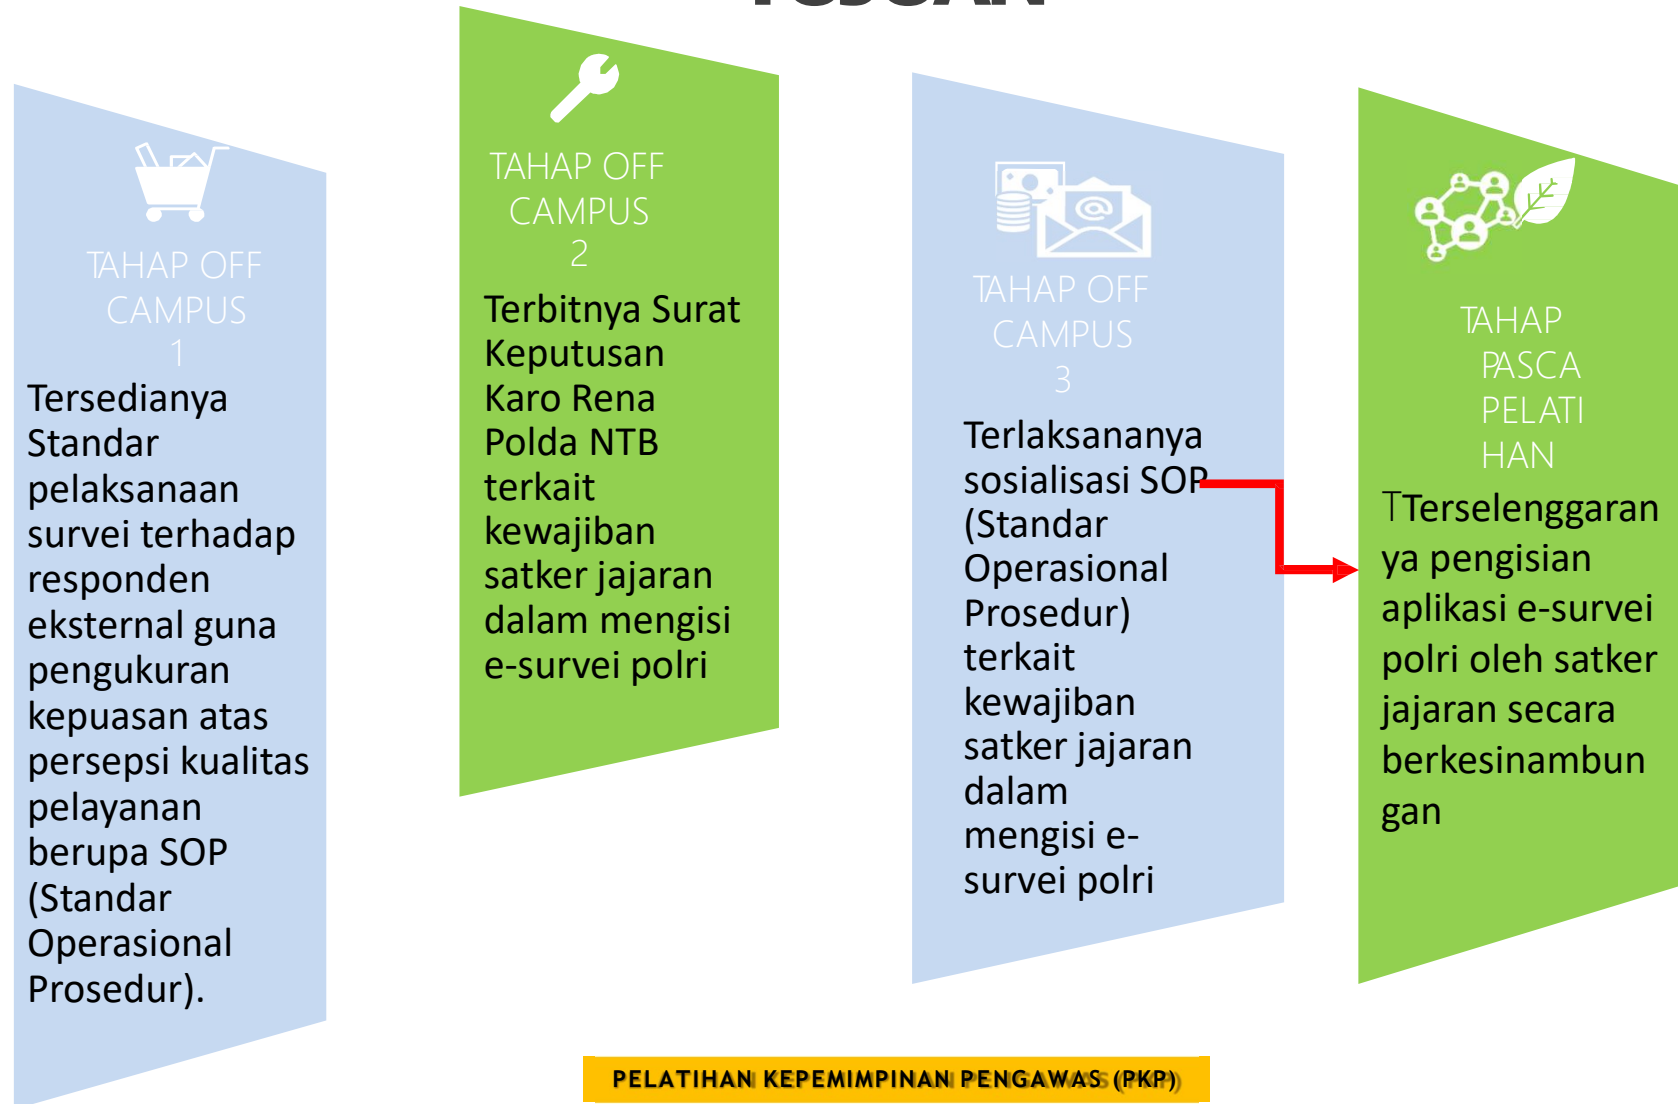 TUJUAN
TAHAP OFF
CAMPUS
1
Tersedianya
Standar
pelaksanaan
survei terhadap
responden
eksternal guna
pengukuran
kepuasan atas
persepsi kualitas
pelayanan
berupa SOP
(Standar
Operasional
Prosedur).
TAHAP OFF
CAMPUS
2
Terbitnya Surat
Keputusan
Karo Rena
Polda NTB
terkait
kewajiban
satker jajaran
dalam mengisi
e-survei polri
TAHAP OFF
CAMPUS
3
Terlaksananya
sosialisasi SOP
(Standar
Operasional
Prosedur)
terkait
kewajiban
satker jajaran
dalam
mengisi e-
survei polri
TAHAP
PASCA
PELATI
HAN
TTerselenggaran
ya pengisian
aplikasi e-survei
polri oleh satker
jajaran secara
berkesinambun
gan
PELATIHAN KEPEMIMPINAN PENGAWAS (PKP)